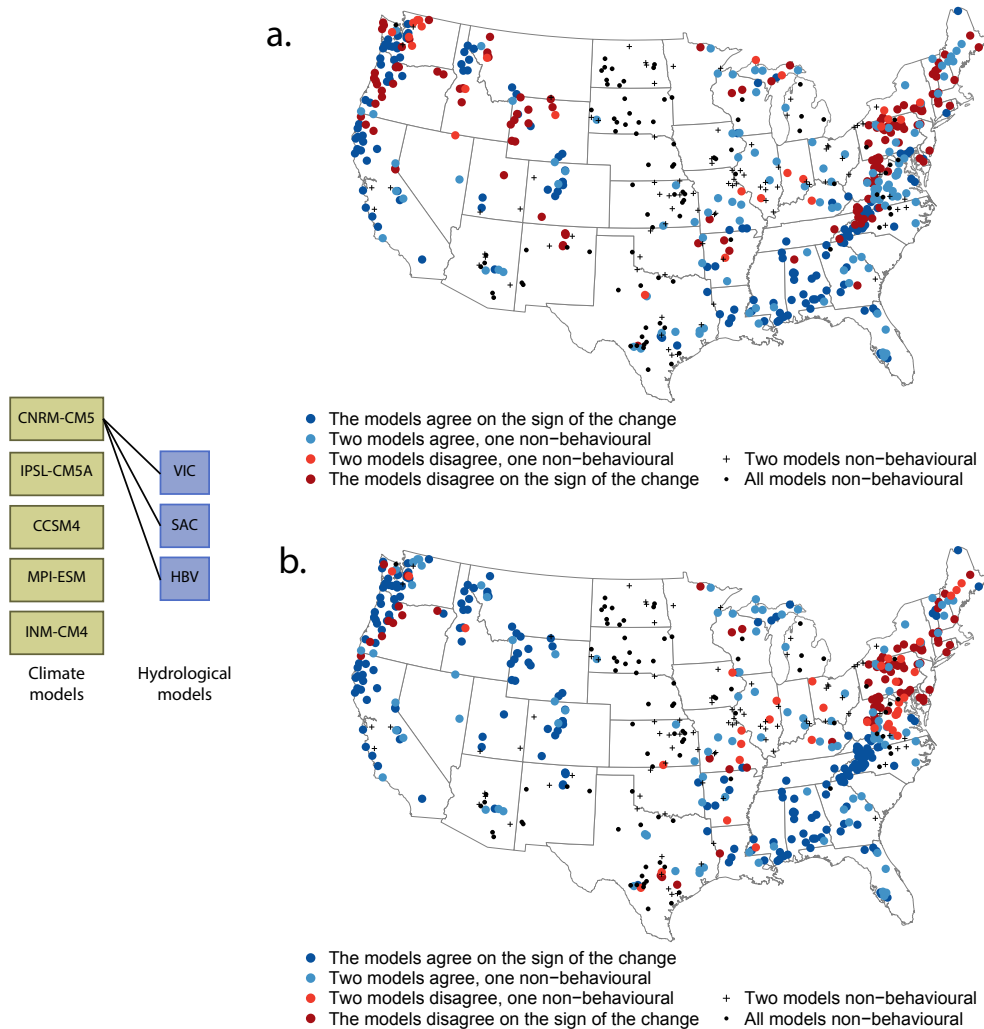 a.
The models agree on the sign of the change
Two models agree, one non−behavioural
Two models disagree, one non−behavioural
The models disagree on the sign of the change
Two models non−behavioural
All models non−behavioural
CNRM-CM5
IPSL-CM5A
CCSM4
MPI-ESM
INM-CM4
Climate
models
VIC
SAC
HBV
Hydrological
models
b.
The models agree on the sign of the change
Two models agree, one non−behavioural
Two models disagree, one non−behavioural
The models disagree on the sign of the change
Two models non−behavioural
All models non−behavioural